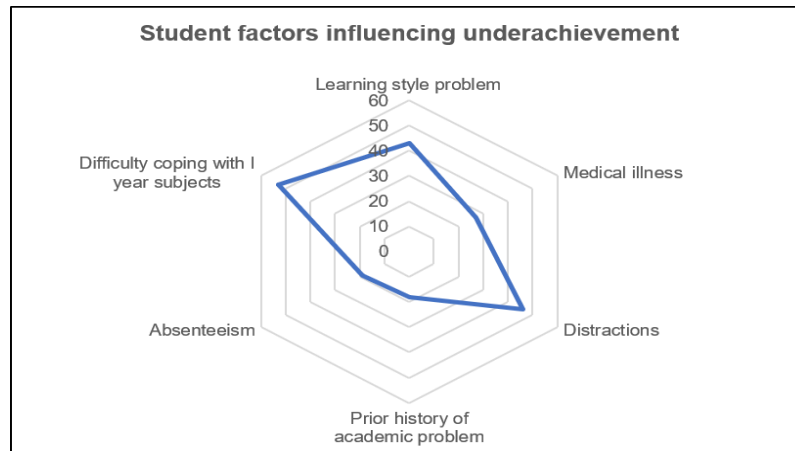 Student factors influencing underachievement
Learning style problem
60
50
40
30
20
10
0
Medical illness
Distractions
Prior history of
academic problem
Absenteeism
Difficulty coping with I
year subjects